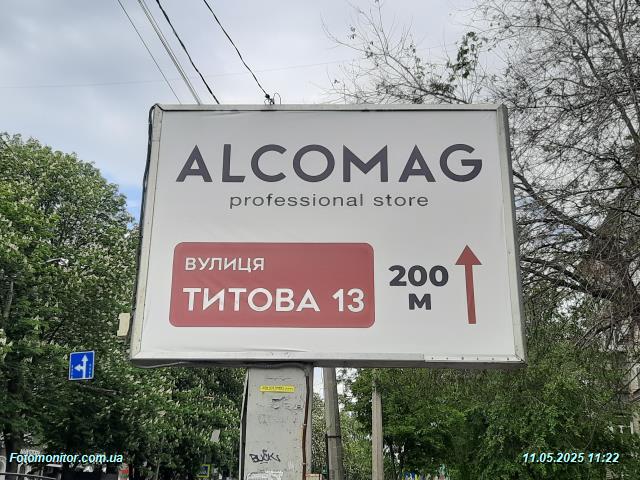 ALCOMAG
professional store
ВУЛИЦЯ
ТИТОВА 13
200
М
Fotomonitor.com.ua
11.05.2025 11:22